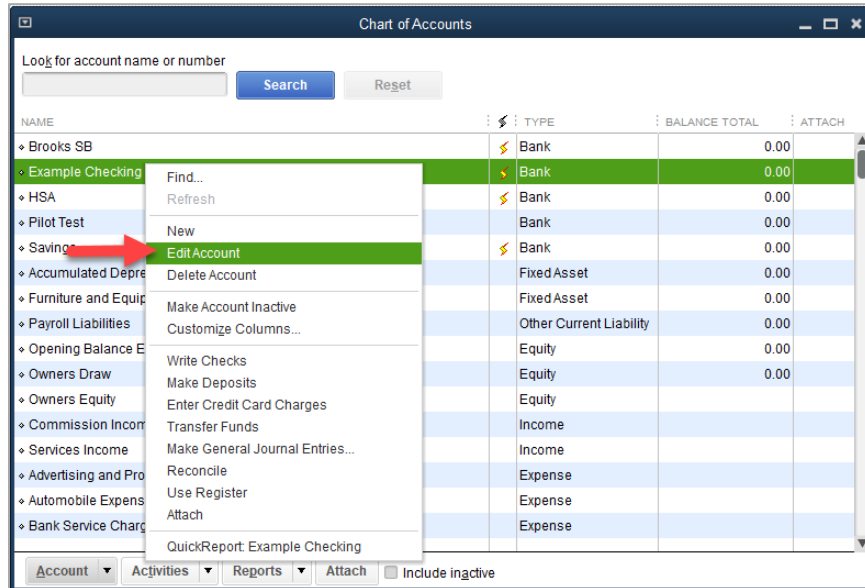 Chart of Accounts
Look for account name or number
Search Reset
NAME TYPE BALANCE TOTAL ATTACH
Brooks SB Bank 0.00
Example Checking Bank 0.00
HSA Bank 0.00
Pilot Test Bank 0.00
Savings Bank 0.00
Accumulated Depre Fixed Asset 0.00
Furniture and Equip Fixed Asset 0.00
Payroll Liabilities Other Current Liability 0.00
Opening Balance E Equity 0.00
Owners Draw Equity 0.00
Owners Equity Equity
Commission Incom Income
Services Income Income
Advertising and Pro Expense
Automobile Expens Expense
Bank Service Charg Expense
Find...
Refresh
New
Edit Account
Delete Account
Make Account Inactive
Customize Columns...
Write Checks
Make Deposits
Enter Credit Card Charges
Transfer Funds
Make General Journal Entries...
Reconcile
Use Register
Attach
QuickReport: Example Checking
Account Activities Reports Attach Include inactive